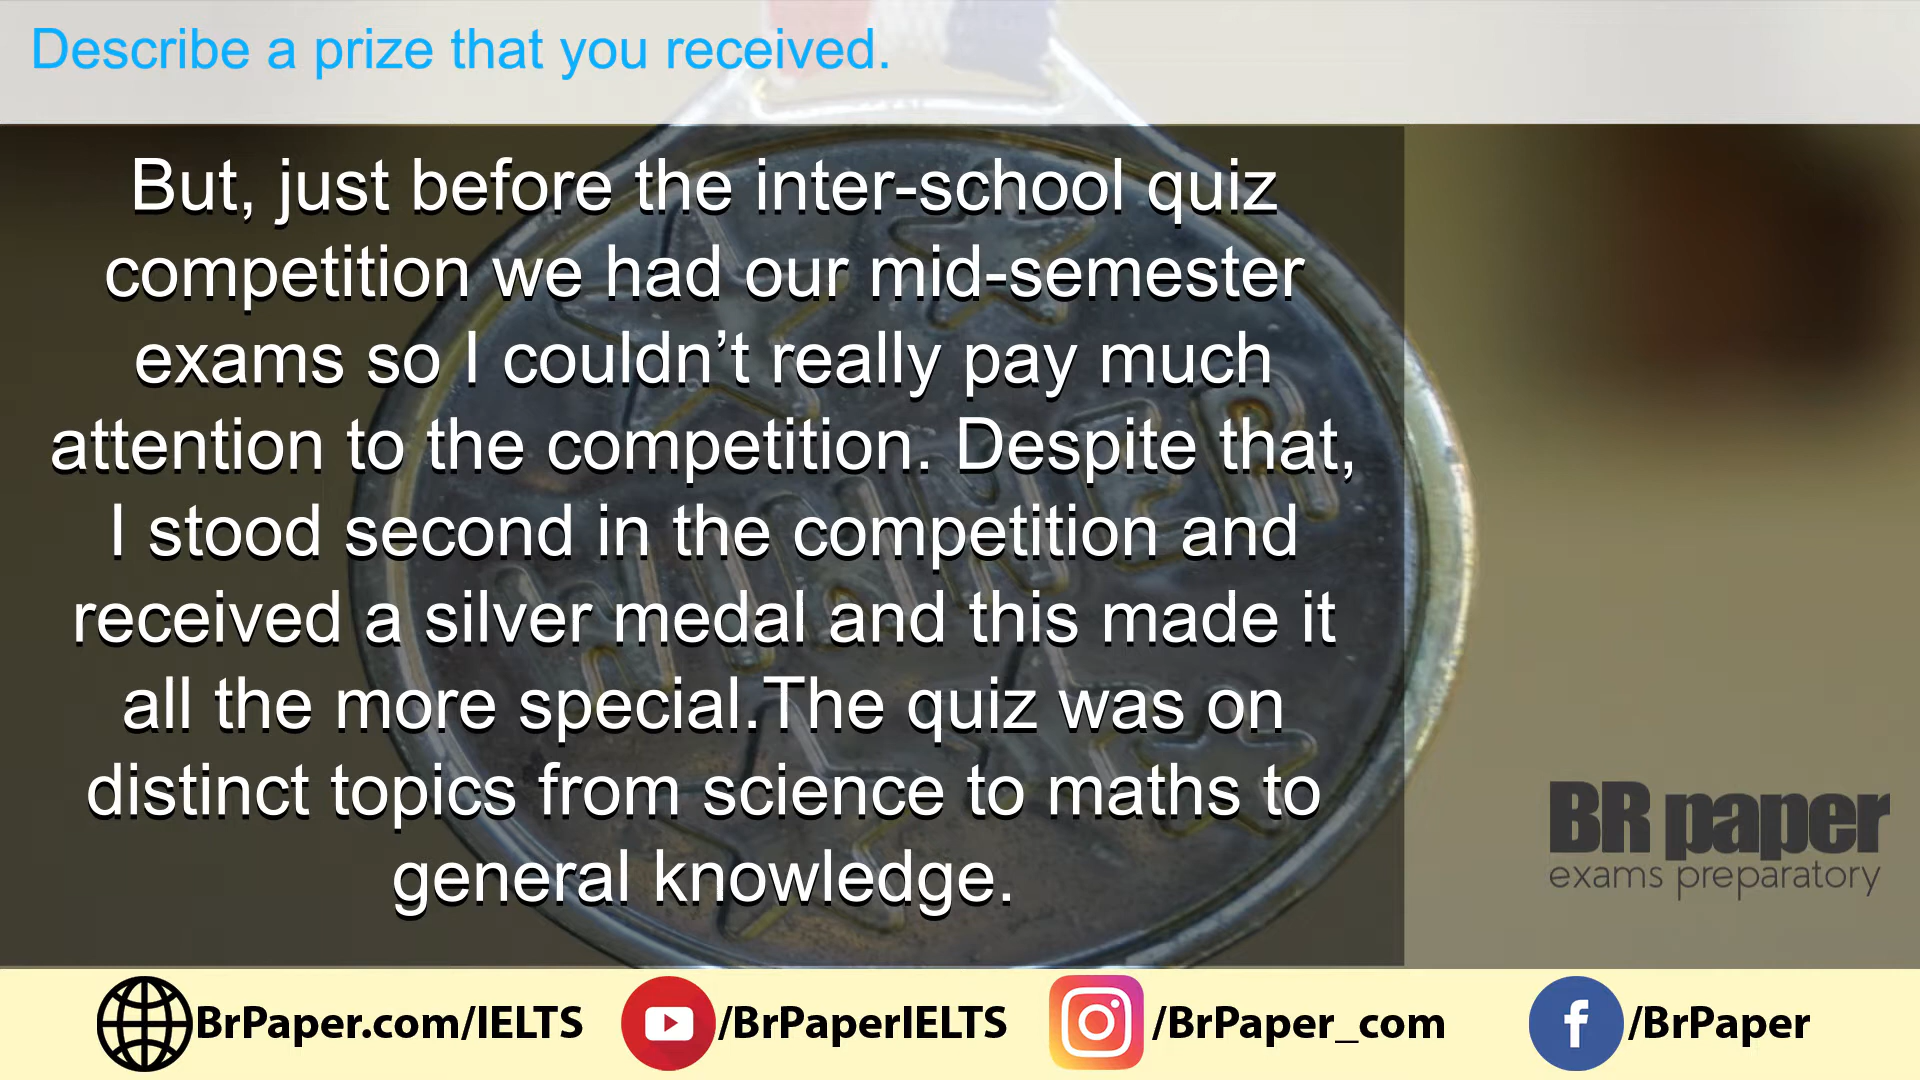 Describe a prize that you received.
But, just before the inter-school quiz
competition we had our mid-semester
exams so I couldn’t really pay much
attention to the competition. Despite that,
I stood second in the competition and
received a silver medal and this made it
all the more special.The quiz was on
distinct topics from science to maths to
general knowledge.
WINNER
BR paper
exams preparatory
BrPaper.com/IELTS
/BrPaperIELTS
/BrPaper_com
/BrPaper